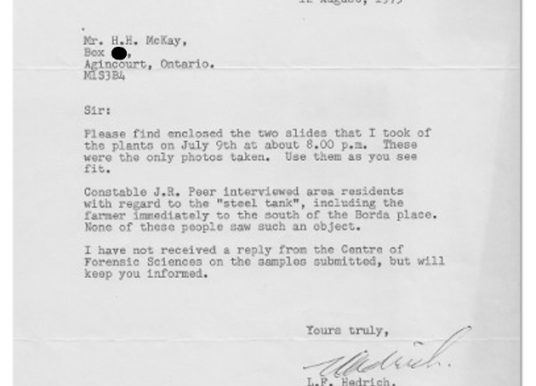 12 August, 1975
Mr. H.H. McKay,
Box
Agincourt, Ontario.
M1S3B4
Sir:
Please find enclosed the two slides that I took of
the plants on July 9th at about 8.00 p.m. These
were the only photos taken. Use them as you see
fit.
Constable J.R. Peer interviewed area residents
with regard to the "steel tank", including the
farmer immediately to the south of the Borda place.
None of these people saw such an object.
I have not received a reply from the Centre of
Forensic Sciences on the samples submitted, but will
keep you informed.
Yours truly,
L.F. Hedrich.